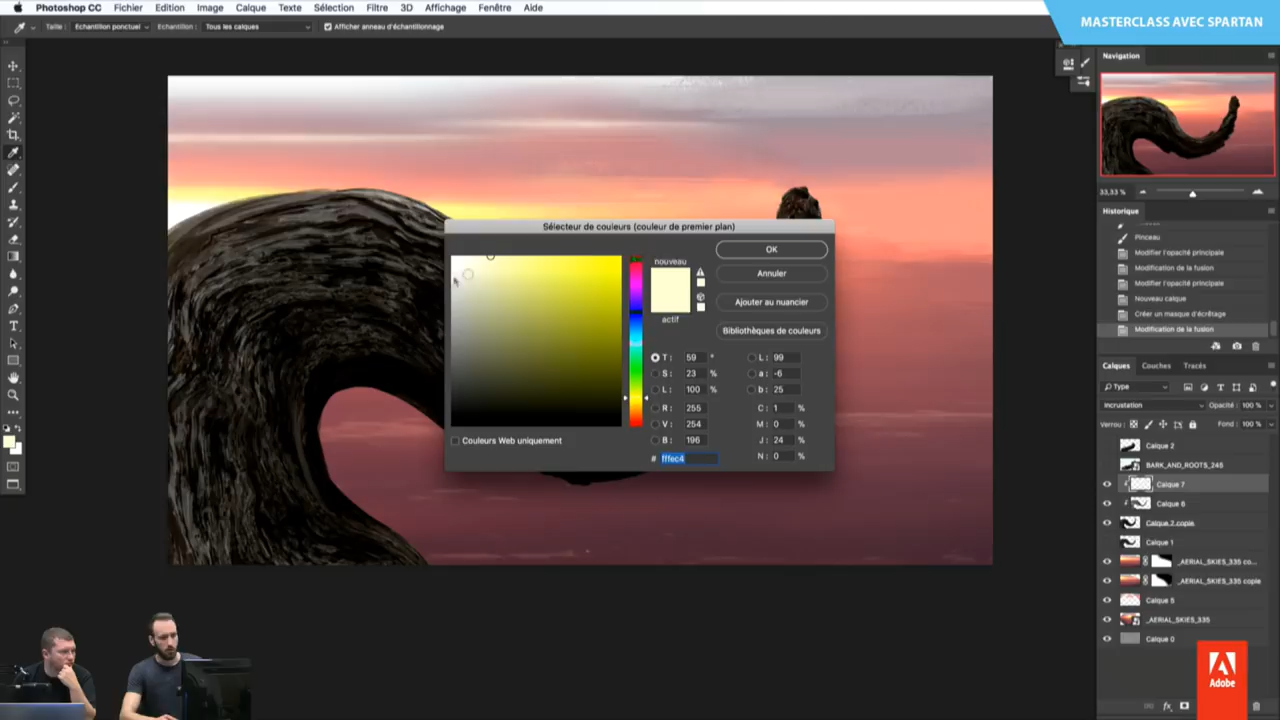 Photoshop CC Fichier Edition Image Calque Texte Sélection Filtre 3D Affichage Fenêtre Aide
MASTERCLASS AVEC SPARTAN
Taille : Echantillon ponctuel Echantillon : Tous les calques Afficher anneau d'échantillonnage
Navigation
33,33 %
Historique
Pinceau
Modifier l'opacité principale
Modification de la fusion
Modifier l'opacité principale
Nouveau calque
Créer un masque d'écrêtage
Modification de la fusion
Sélecteur de couleurs (couleur de premier plan)
nouveau
actif
OK
Annuler
Ajouter au nuancier
Bibliothèques de couleurs
T : 59 ° L : 99
S : 23 % a : -6
L : 100 % b : 25
R : 255 C : 1 %
V : 254 M : 0 %
B : 196 J : 24 %
# fffec4 N : 0 %
Couleurs Web uniquement
Calques Couches Tracés
Type
Incrustation Opacité : 100 %
Verrou : Fond : 100 %
Calque 2
BARK_AND_ROOTS_245
Calque 7
Calque 6
Calque 2 copie
Calque 1
_AERIAL_SKIES_335 co...
_AERIAL_SKIES_335 copie
Calque 5
_AERIAL_SKIES_335
Calque 0
Adobe